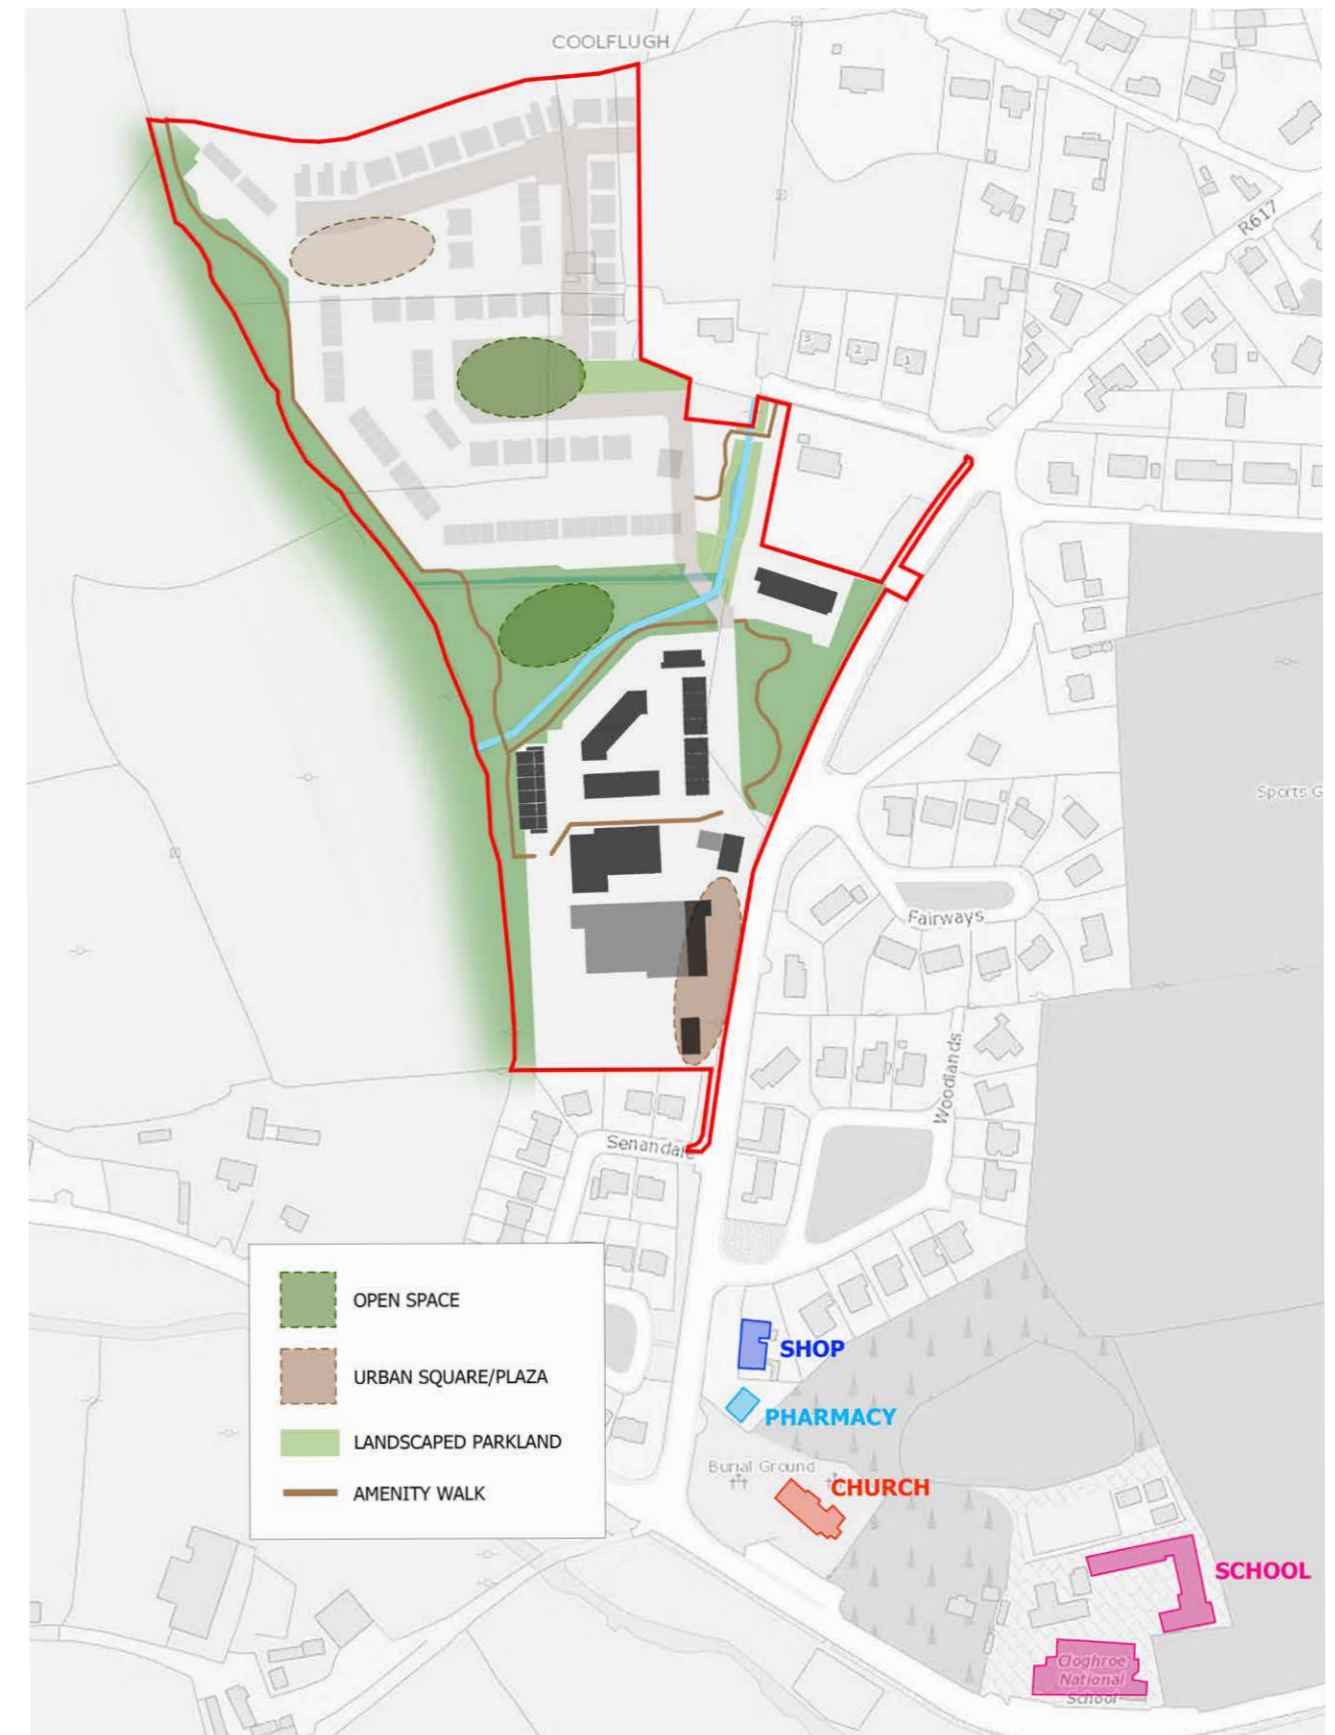 COOLFLUGH
R617
3
2
1
Sports G
Fairways
Woodlands
Senandale
OPEN SPACE
URBAN SQUARE/PLAZA
LANDSCAPED PARKLAND
AMENITY WALK
SHOP
PHARMACY
Burial Ground
CHURCH
SCHOOL
Cloghroe
National
School